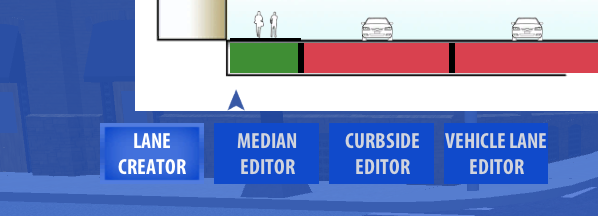 LANE
CREATOR
MEDIAN
EDITOR
CURBSIDE
EDITOR
VEHICLE LANE
EDITOR